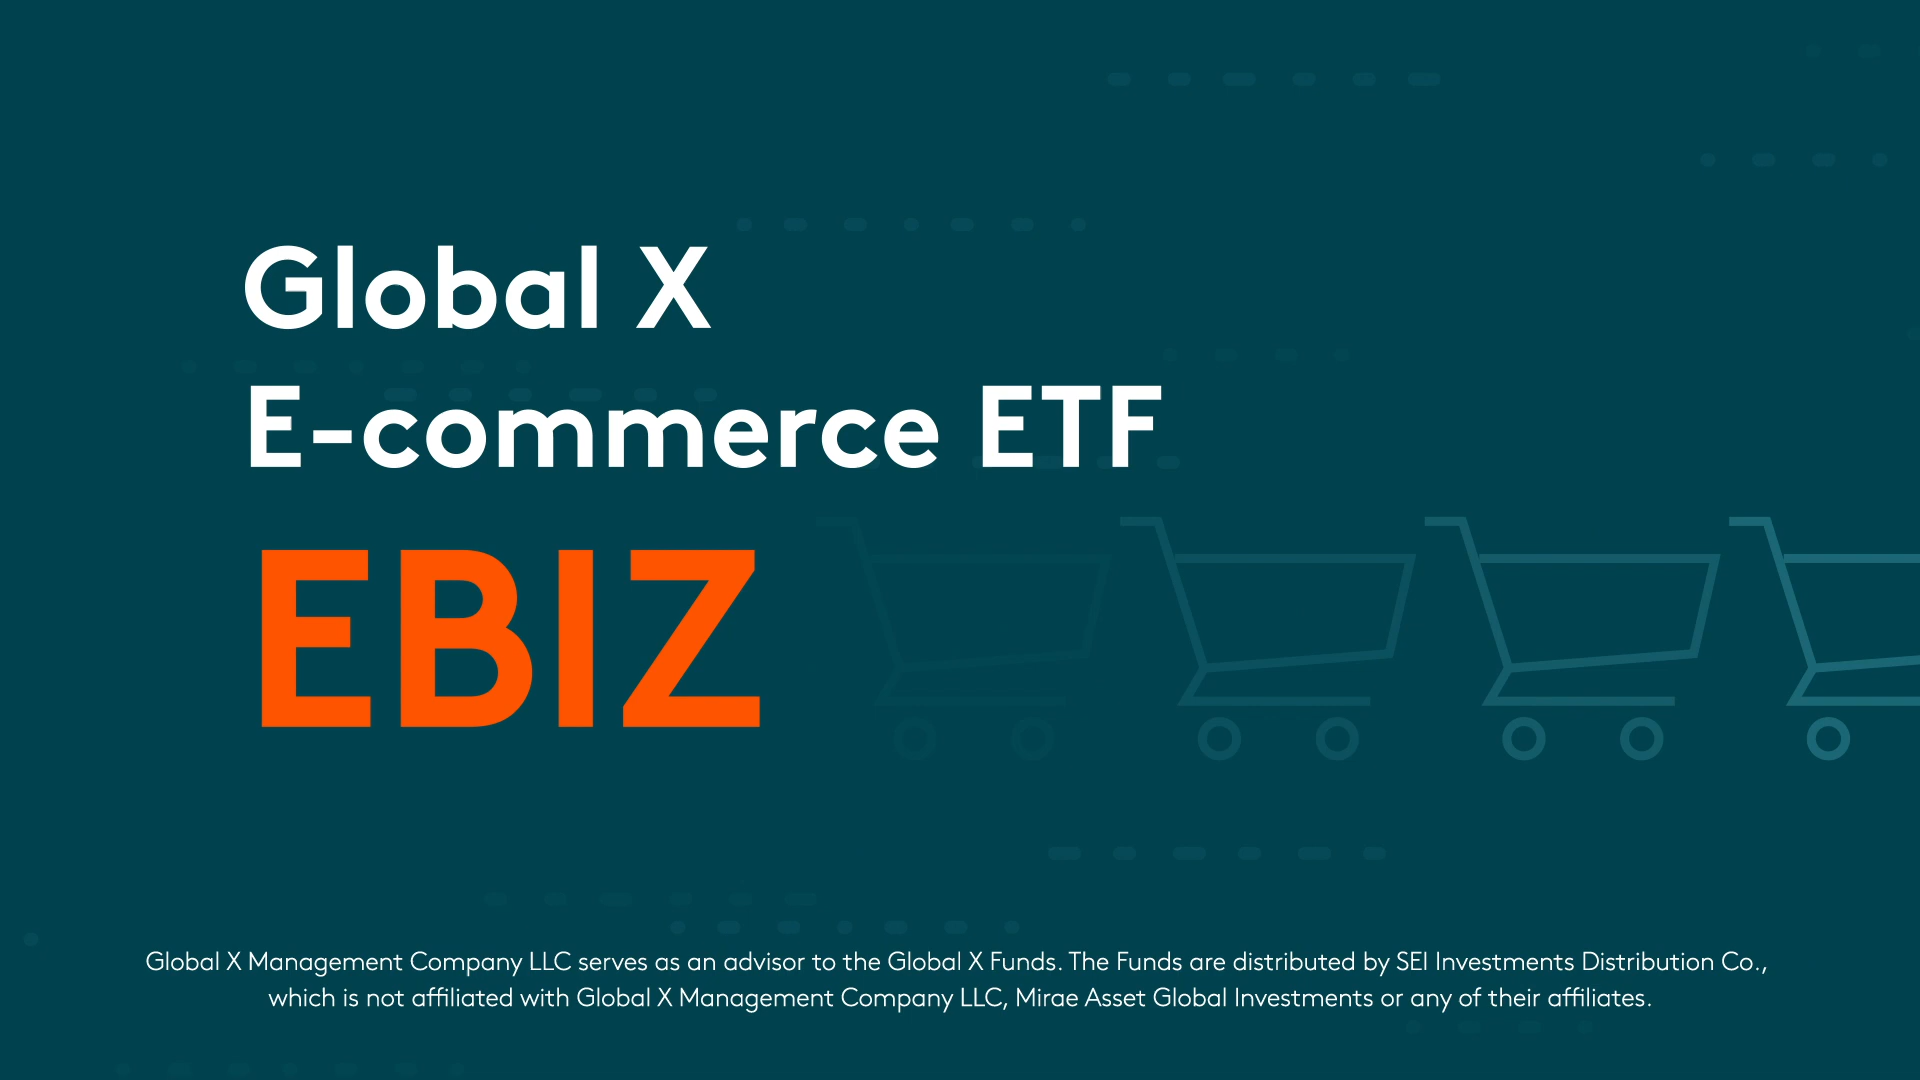 Global X
E-commerce ETF
EBIZ
Global X Management Company LLC serves as an advisor to the Global X Funds. The Funds are distributed by SEI Investments Distribution Co.,
which is not affiliated with Global X Management Company LLC, Mirae Asset Global Investments or any of their affiliates.